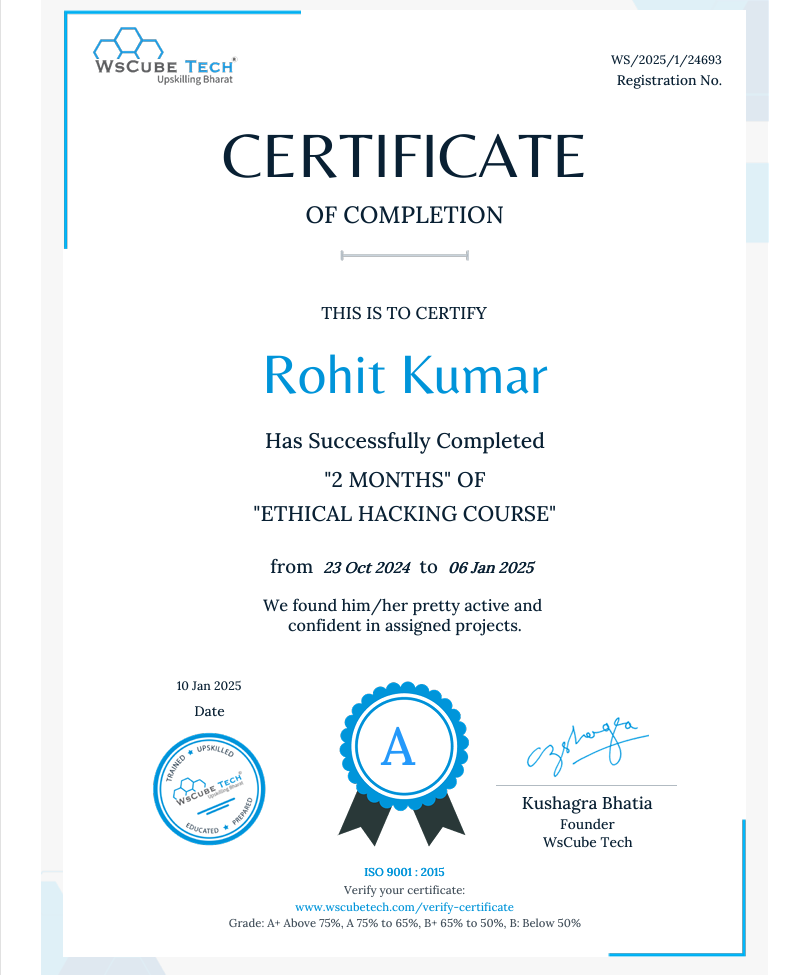 WsCube Tech®
Upskilling Bharat
WS/2025/1/24693
Registration No.
CERTIFICATE
OF COMPLETION
THIS IS TO CERTIFY
Rohit Kumar
Has Successfully Completed
"2 MONTHS" OF
"ETHICAL HACKING COURSE"
from 23 Oct 2024 to 06 Jan 2025
We found him/her pretty active and
confident in assigned projects.
10 Jan 2025
Date
TRAINED ★ UPSKILLED
WsCube Tech®
Upskilling Bharat
EDUCATED ★ PREPARED
A
Kushagra Bhatia
Founder
WsCube Tech
ISO 9001 : 2015
Verify your certificate:
www.wscubetech.com/verify-certificate
Grade: A+ Above 75%, A 75% to 65%, B+ 65% to 50%, B: Below 50%